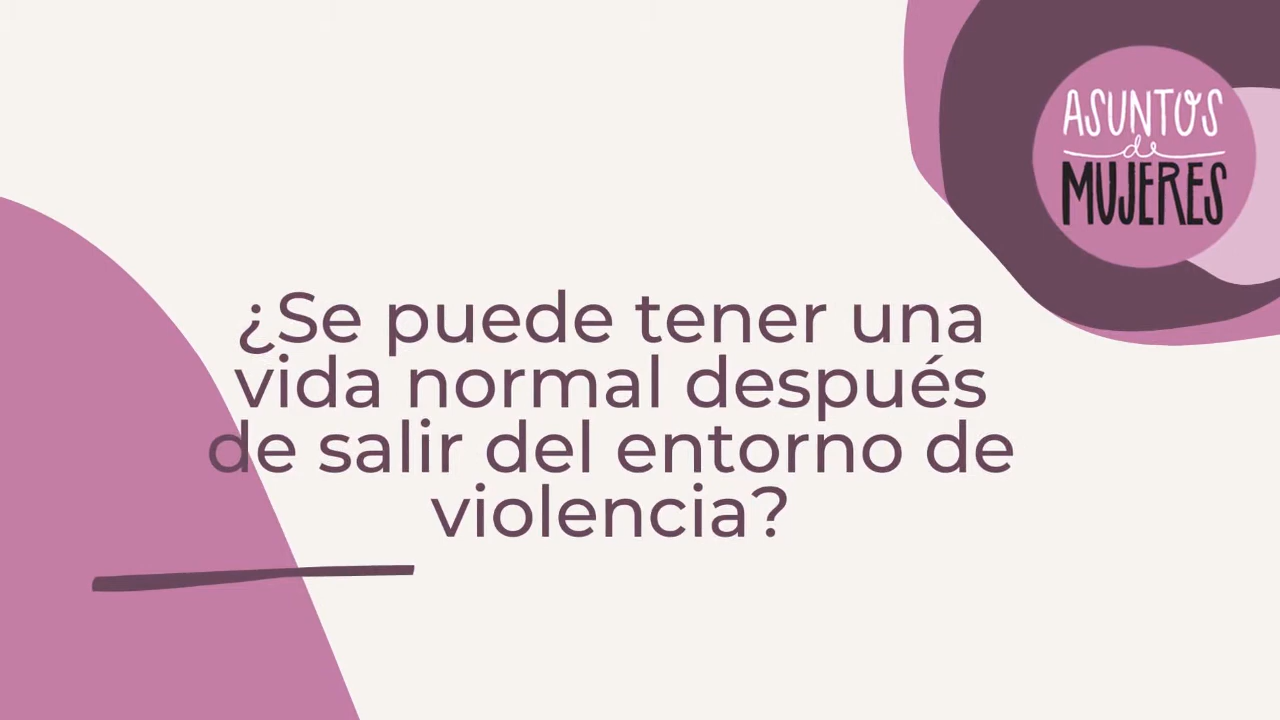 ASUNTOS
de
MUJERES
¿Se puede tener una
vida normal después
de salir del entorno de
violencia?